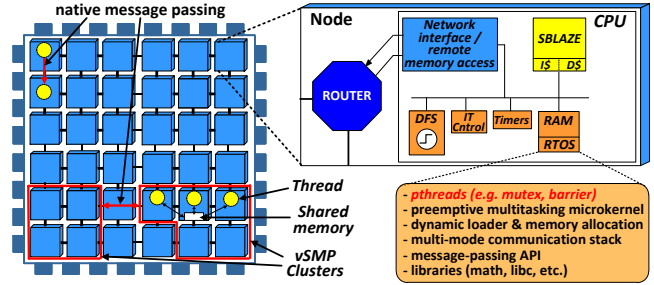 native message passing
Thread
Shared
memory
vSMP
Clusters
Node
CPU
Network
interface /
remote
memory access
SBLAZE
I$ D$
ROUTER
DFS
IT
Cntrol
Timers
RAM
RTOS
- pthreads (e.g. mutex, barrier)
- preemptive multitasking microkernel
- dynamic loader & memory allocation
- multi-mode communication stack
- message-passing API
- libraries (math, libc, etc.)